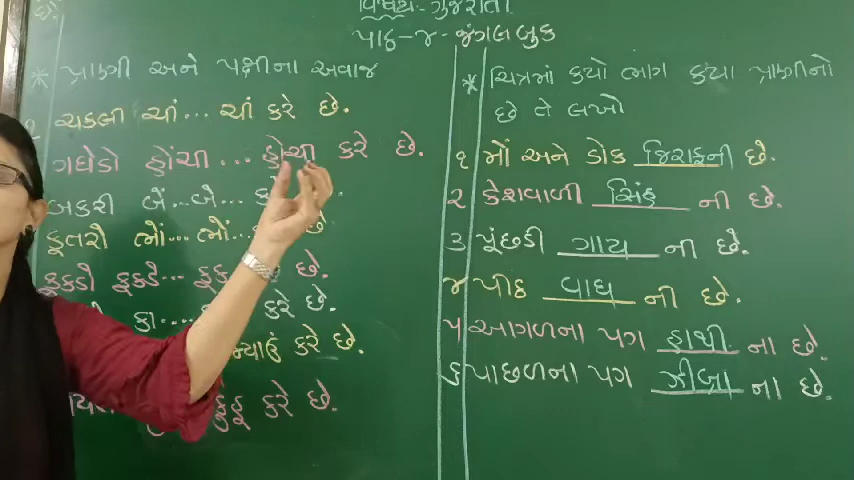 વિષય:- ગુજરાતી
પાઠ-૪- જંગલબુક
* પ્રાણી અને પક્ષીના અવાજ
ચકલી ચીં... ચીં કરે છે.
ગધેડો હોંચી... હોંચી કરે છે.
બકરી બેં...બેં...
કૂતરો ભોં... ભોં... છે
કૂકડો કૂકડે... કૂક છે.
કા... કરે છે.
મ્યાઉં કરે છે.
કૂહૂ કરે છે.
* ચિત્રમાં કયો ભાગ કયા પ્રાણીનો
છે તે લખો
૧ મોં અને ડોક જિરાફની છે.
૨ કેશવાળી સિંહ ની છે.
૩ પૂંછડી ગાય ની છે.
૪ પીઠ વાઘ ની છે.
૫ આગળના પગ હાથી ના છે.
૬ પાછળના પગ ઝીબ્રા ના છે.